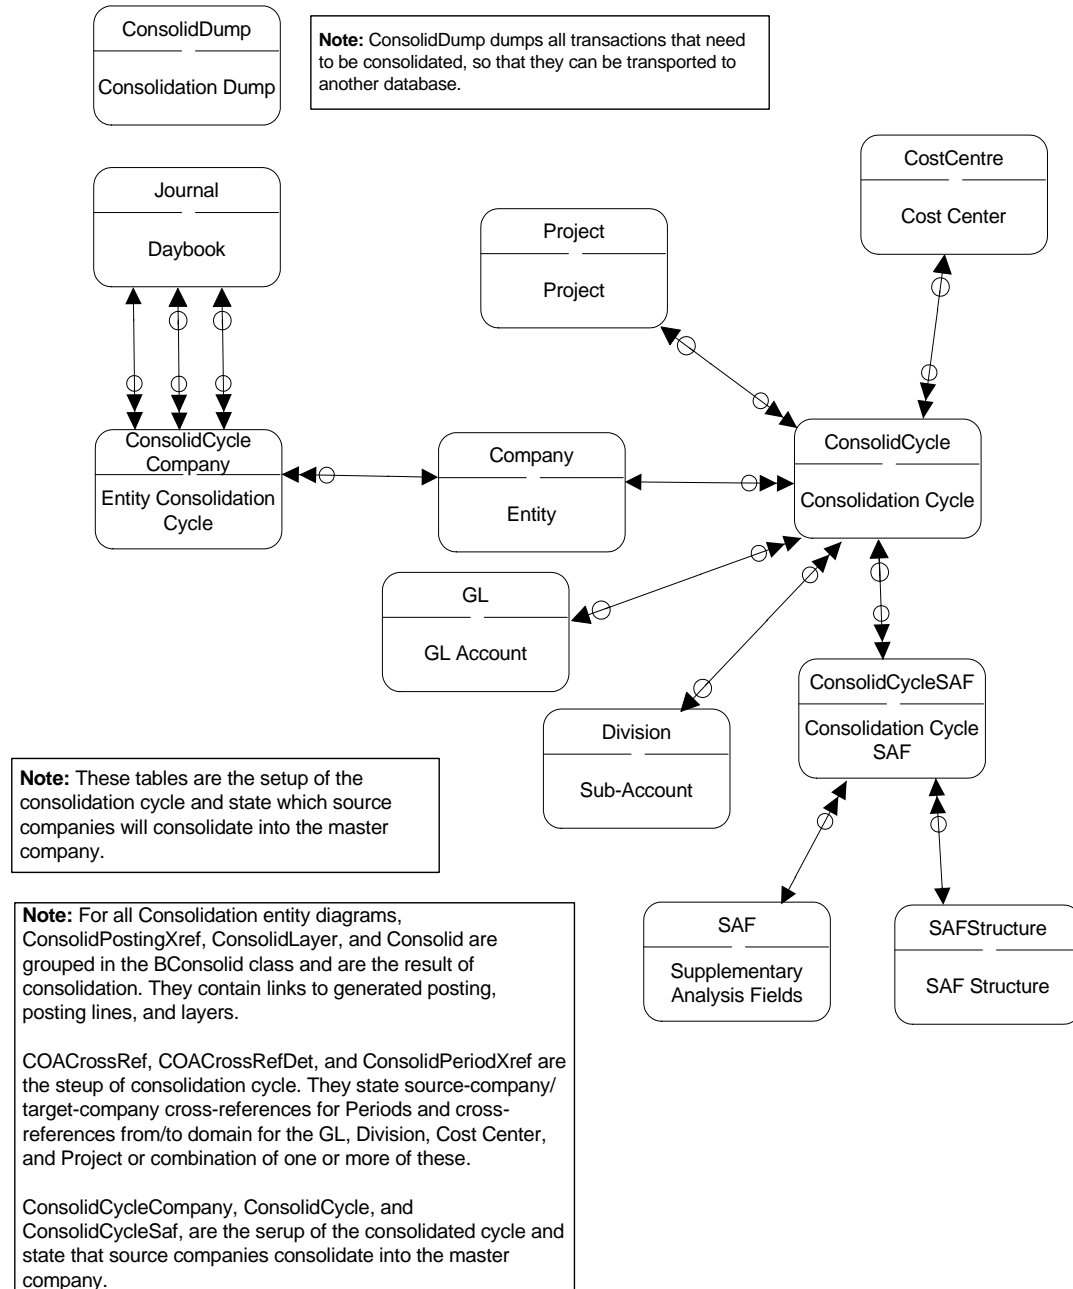 ConsolidDump
Consolidation Dump
Note: ConsolidDump dumps all transactions that need
to be consolidated, so that they can be transported to
another database.
Journal
Daybook
Project
Project
CostCentre
Cost Center
ConsolidCycle
Company
Entity Consolidation
Cycle
Company
Entity
ConsolidCycle
Consolidation Cycle
GL
GL Account
Division
Sub-Account
ConsolidCycleSAF
Consolidation Cycle
SAF
SAF
Supplementary
Analysis Fields
SAFStructure
SAF Structure
Note: These tables are the setup of the
consolidation cycle and state which source
companies will consolidate into the master
company.
Note: For all Consolidation entity diagrams,
ConsolidPostingXref, ConsolidLayer, and Consolid are
grouped in the BConsolid class and are the result of
consolidation. They contain links to generated posting,
posting lines, and layers.
COACrossRef, COACrossRefDet, and ConsolidPeriodXref are
the steup of consolidation cycle. They state source-company/
target-company cross-references for Periods and cross-
references from/to domain for the GL, Division, Cost Center,
and Project or combination of one or more of these.
ConsolidCycleCompany, ConsolidCycle, and
ConsolidCycleSaf, are the serup of the consolidated cycle and
state that source companies consolidate into the master
company.